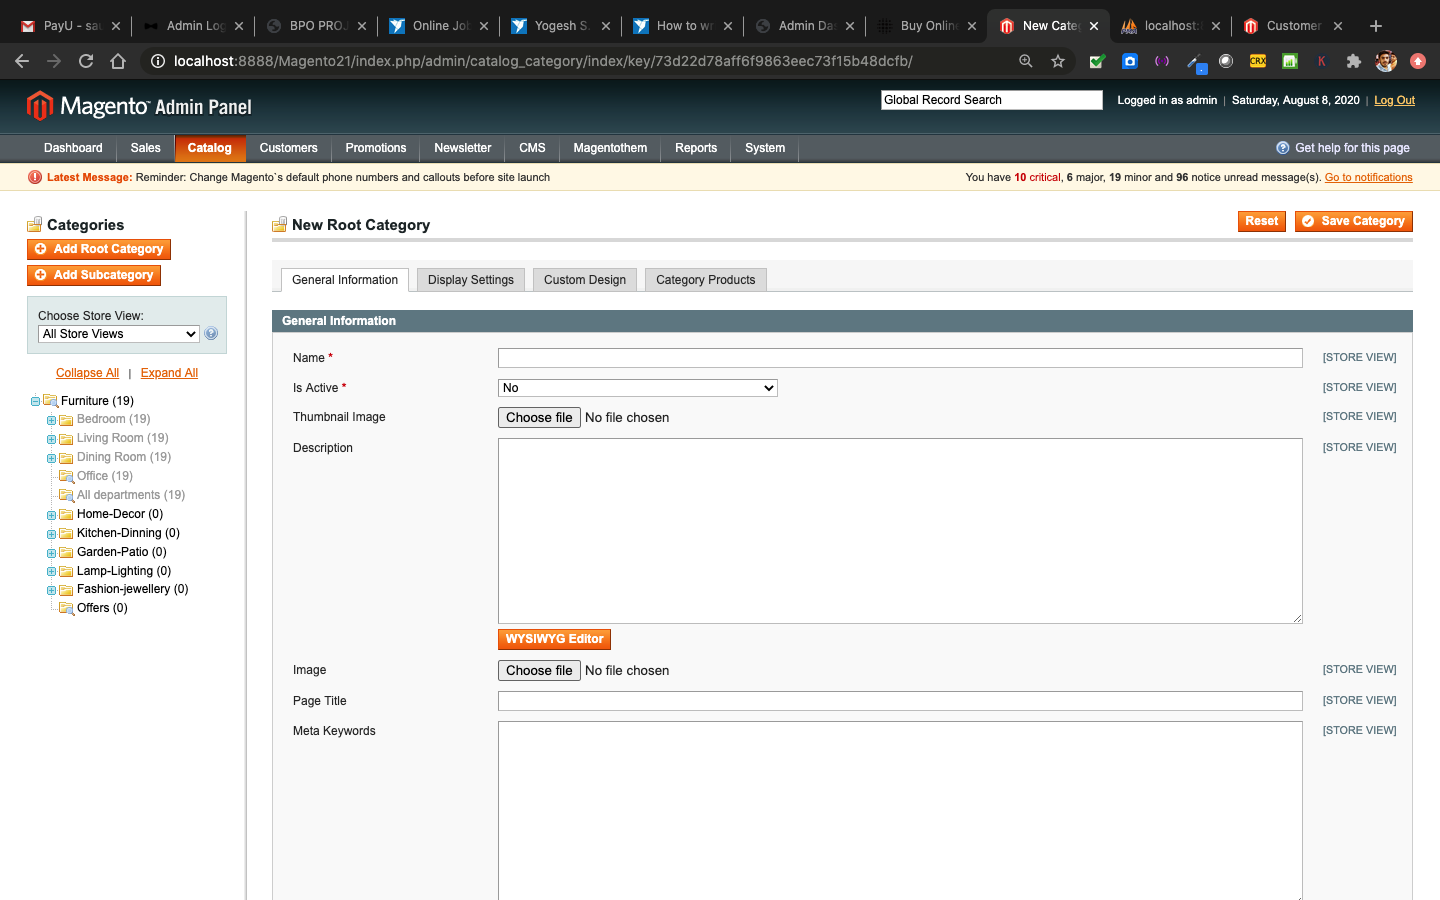 PayU - sau
Admin Log
BPO PROJ
Online Job
Yogesh S.
How to wr
Admin Das
Buy Online
New Categ
localhost:8
Customer
localhost:8888/Magento21/index.php/admin/catalog_category/index/key/73d22d78aff6f9863eec73f15b48dcfb/
CRX
K
Magento Admin Panel
Global Record Search
Logged in as admin | Saturday, August 8, 2020 | Log Out
Dashboard Sales Catalog Customers Promotions Newsletter CMS Magentothem Reports System
Get help for this page
Latest Message: Reminder: Change Magento`s default phone numbers and callouts before site launch
You have 10 critical, 6 major, 19 minor and 96 notice unread message(s). Go to notifications
Categories
Add Root Category
Add Subcategory
Choose Store View:
All Store Views
Collapse All | Expand All
Furniture (19)
Bedroom (19)
Living Room (19)
Dining Room (19)
Office (19)
All departments (19)
Home-Decor (0)
Kitchen-Dinning (0)
Garden-Patio (0)
Lamp-Lighting (0)
Fashion-jewellery (0)
Offers (0)
New Root Category
Reset
Save Category
General Information
Display Settings
Custom Design
Category Products
General Information
Name *
[STORE VIEW]
Is Active *
No
[STORE VIEW]
Thumbnail Image
Choose file No file chosen
[STORE VIEW]
Description
[STORE VIEW]
WYSIWYG Editor
Image
Choose file No file chosen
[STORE VIEW]
Page Title
[STORE VIEW]
Meta Keywords
[STORE VIEW]